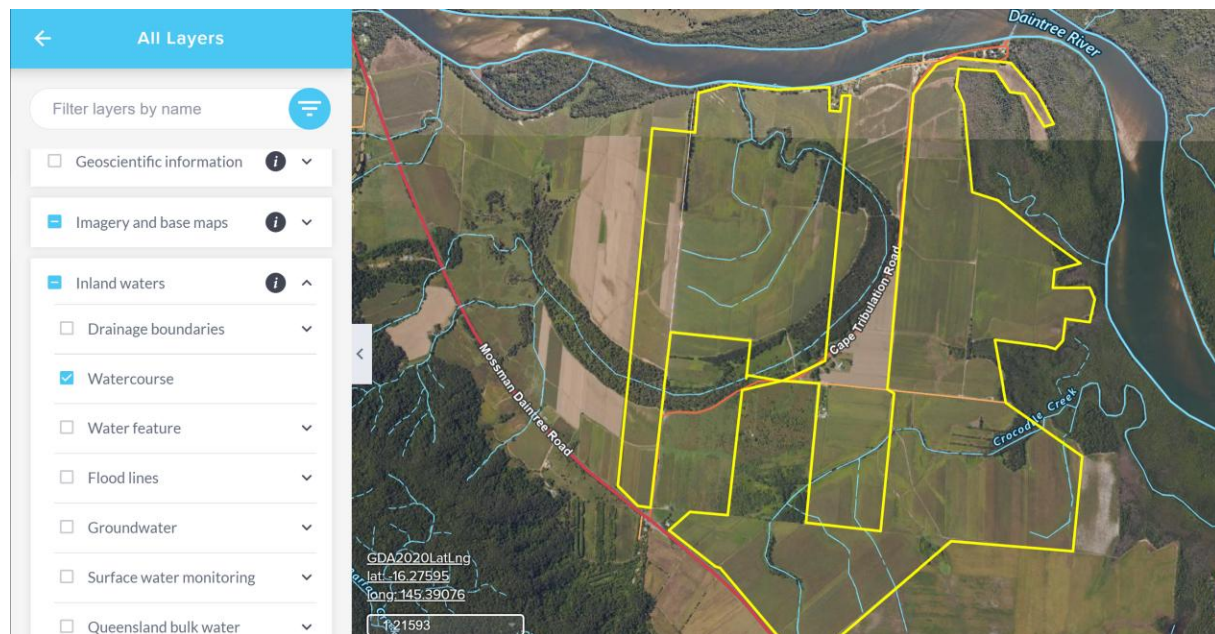 All Layers
Filter layers by name
Geoscientific information i
Imagery and base maps i
Inland waters i
Drainage boundaries
Watercourse
Water feature
Flood lines
Groundwater
Surface water monitoring
Queensland bulk water
Daintree River
Cape Tribulation Road
Mossman Daintree Road
Crocodile Creek
GDA2020LatLng
lat: -16.27595
long: 145.39076
1:21593